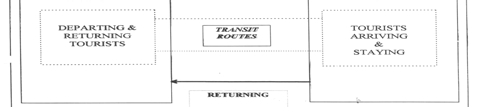 DEPARTING &
RETURNING
TOURISTS
TRANSIT
ROUTES
TOURISTS
ARRIVING
&
STAYING
RETURNING